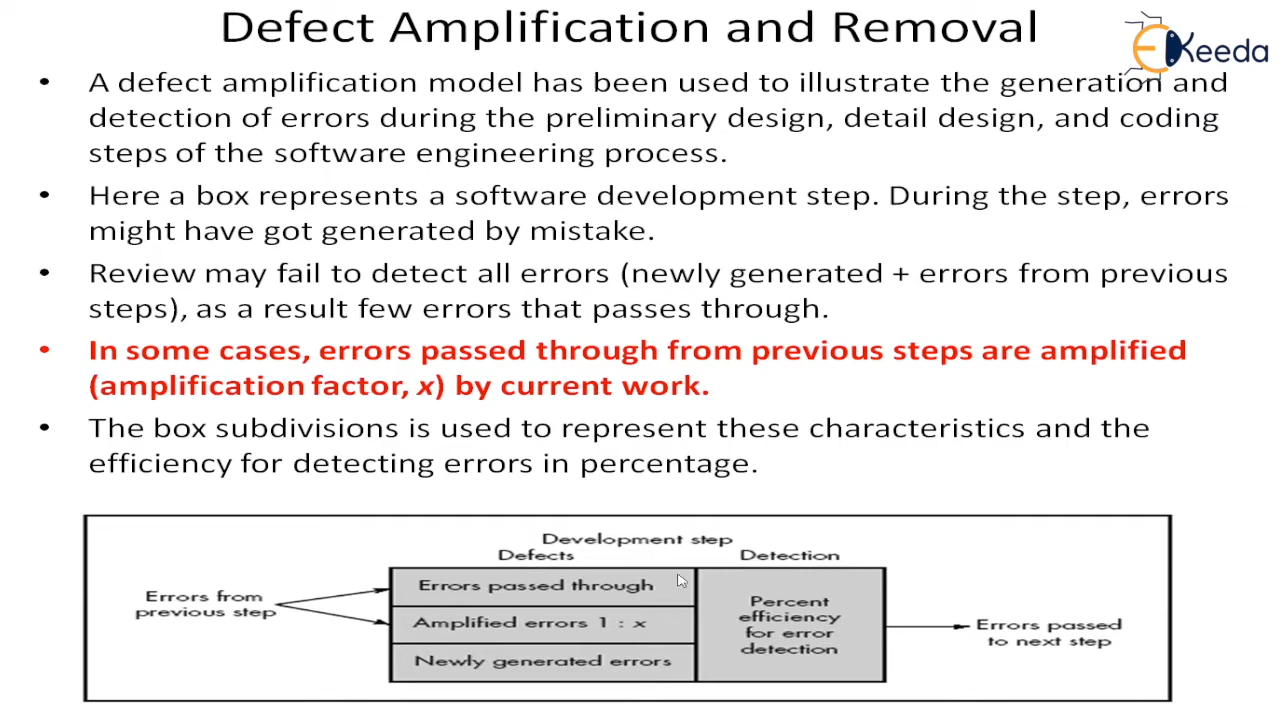 Defect Amplification and Removal
EKeeda
• A defect amplification model has been used to illustrate the generation and
detection of errors during the preliminary design, detail design, and coding
steps of the software engineering process.
• Here a box represents a software development step. During the step, errors
might have got generated by mistake.
• Review may fail to detect all errors (newly generated + errors from previous
steps), as a result few errors that passes through.
• In some cases, errors passed through from previous steps are amplified
(amplification factor, x) by current work.
• The box subdivisions is used to represent these characteristics and the
efficiency for detecting errors in percentage.
Development step
Defects
Detection
Errors from
previous step
Errors passed through
Amplified errors 1 : x
Newly generated errors
Percent
efficiency
for error
detection
Errors passed
to next step